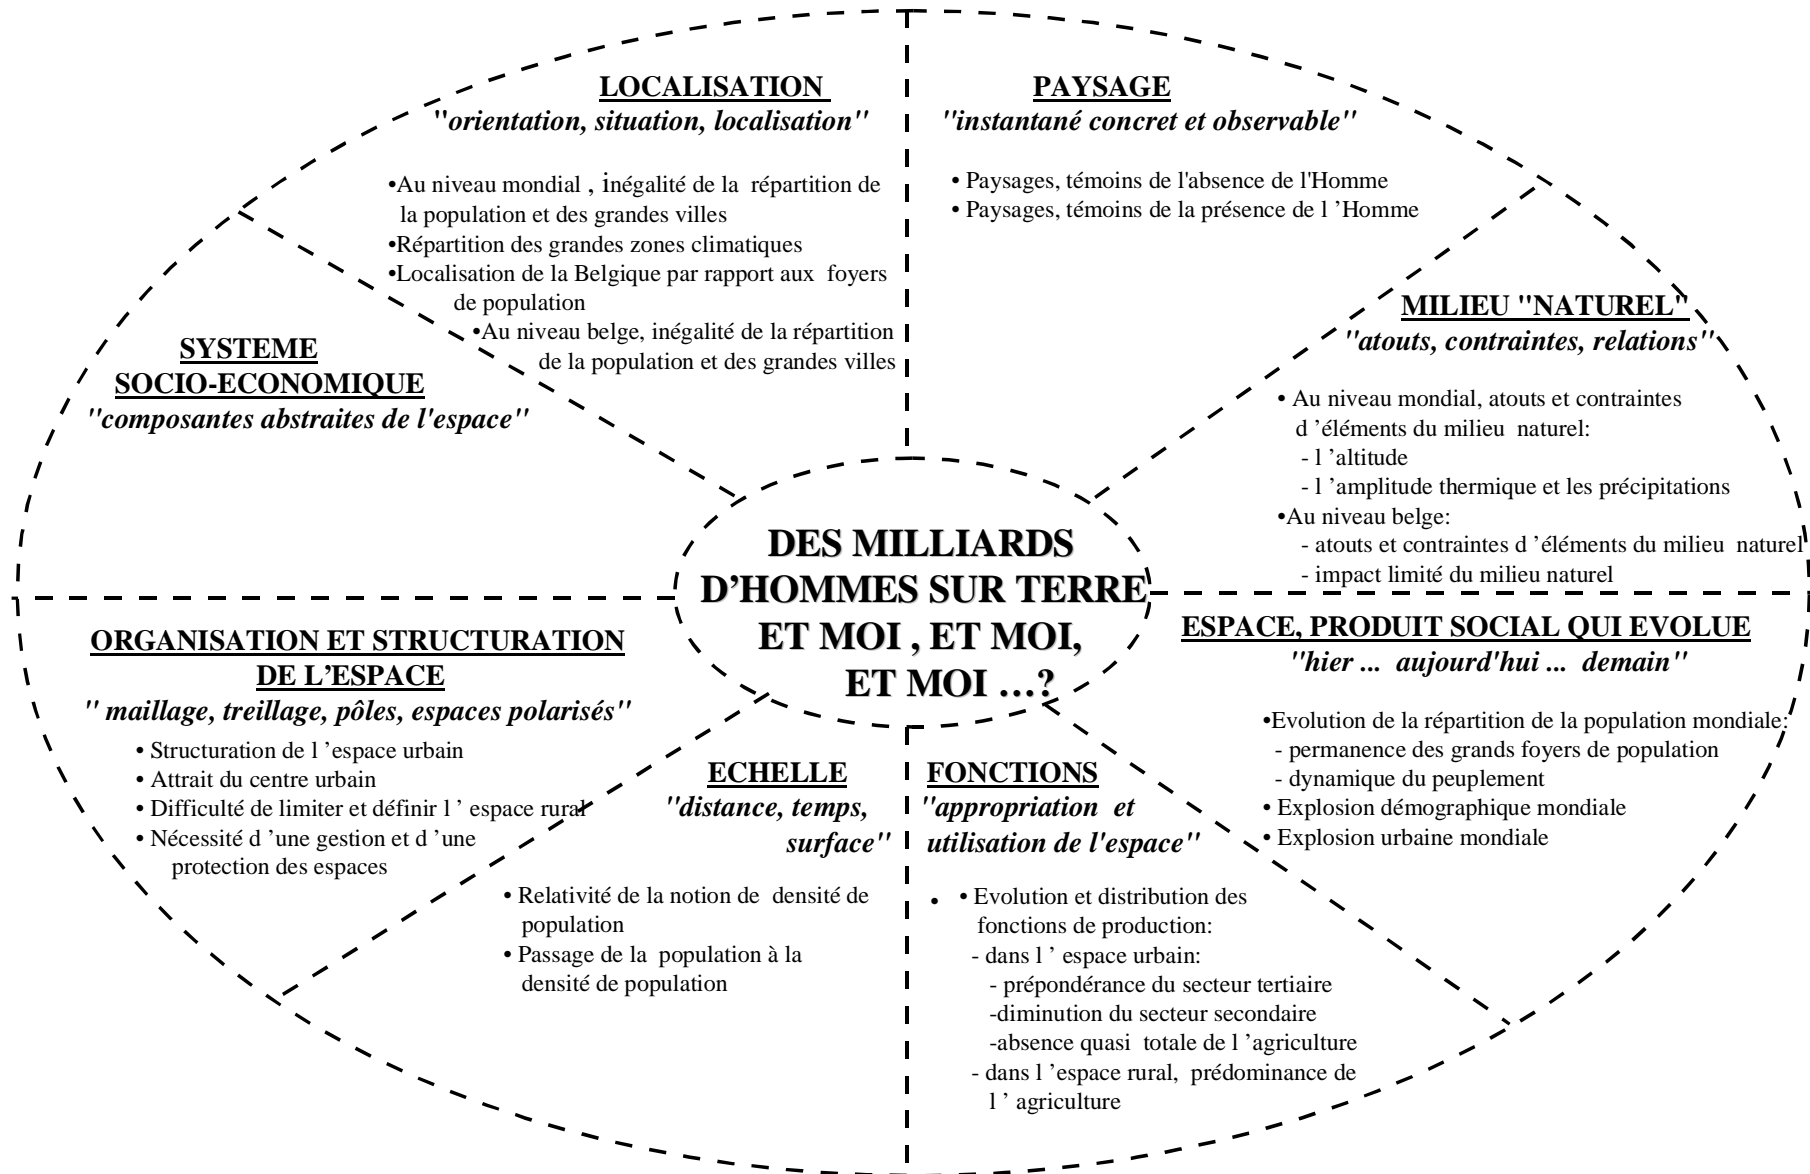 LOCALISATION
"orientation, situation, localisation"
•Au niveau mondial , inégalité de la répartition de
la population et des grandes villes
•Répartition des grandes zones climatiques
•Localisation de la Belgique par rapport aux foyers
de population
•Au niveau belge, inégalité de la répartition
de la population et des grandes villes
PAYSAGE
"instantané concret et observable"
• Paysages, témoins de l'absence de l'Homme
• Paysages, témoins de la présence de l ’Homme
MILIEU "NATUREL"
"atouts, contraintes, relations"
• Au niveau mondial, atouts et contraintes
d ’éléments du milieu naturel:
- l ’altitude
- l ’amplitude thermique et les précipitations
•Au niveau belge:
- atouts et contraintes d ’éléments du milieu naturel
- impact limité du milieu naturel
SYSTEME
SOCIO-ECONOMIQUE
"composantes abstraites de l'espace"
DES MILLIARDS
D’HOMMES SUR TERRE
ET MOI , ET MOI,
ET MOI …?
ORGANISATION ET STRUCTURATION
DE L’ESPACE
" maillage, treillage, pôles, espaces polarisés"
• Structuration de l ’espace urbain
• Attrait du centre urbain
• Difficulté de limiter et définir l ’ espace rural
• Nécessité d ’une gestion et d ’une
protection des espaces
ECHELLE
"distance, temps,
surface"
• Relativité de la notion de densité de
population
• Passage de la population à la
densité de population
FONCTIONS
"appropriation et
utilisation de l'espace"
• • Evolution et distribution des
fonctions de production:
- dans l ’ espace urbain:
- prépondérance du secteur tertiaire
-diminution du secteur secondaire
-absence quasi totale de l ’agriculture
- dans l ’espace rural, prédominance de
l ’ agriculture
ESPACE, PRODUIT SOCIAL QUI EVOLUE
"hier ... aujourd'hui ... demain"
•Evolution de la répartition de la population mondiale:
- permanence des grands foyers de population
- dynamique du peuplement
• Explosion démographique mondiale
• Explosion urbaine mondiale